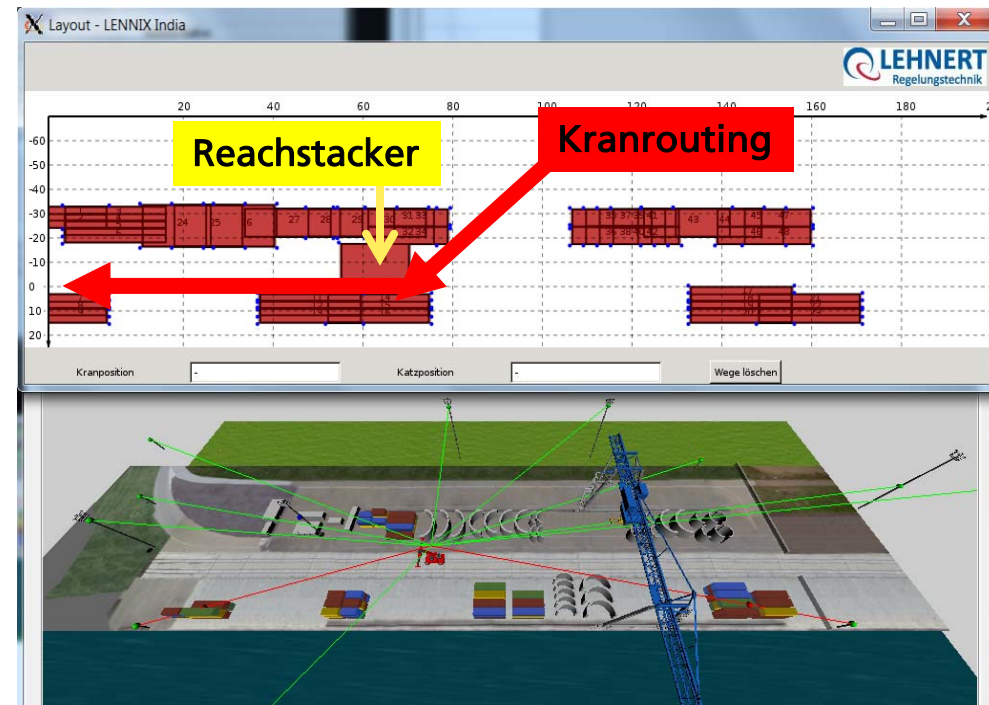 Layout - LENNIX India
LEHNERT
Regelungstechnik
20 40 60 80 100 120 140 160 180
Reachstacker
Kranrouting
-60
-50
-40
-30
-20
-10
0
10
20
24 25 27 28 29 30 31 33
43 44 45 47
46 48
Kranposition - Katzposition - Wege löschen